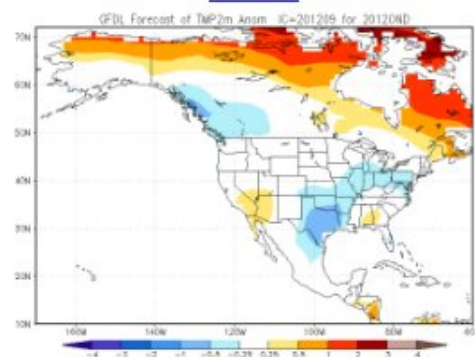 GFDL Forecast of TMP2m Anom IC=201209 for 2012OND
70N
60N
50N
40N
30N
20N
10N
160W
140W
120W
100W
80W
60W
-4 -3 -2 -1 -0.5 -0.25 0.25 0.5 1 2 3 4